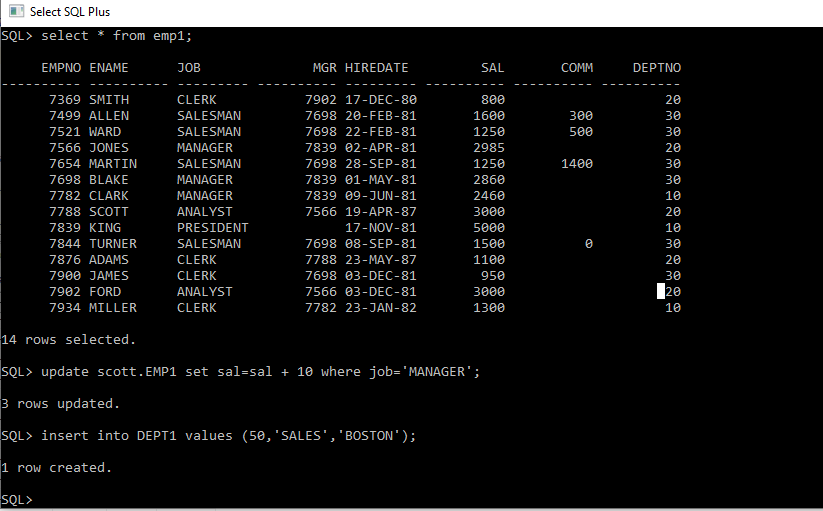 Select SQL Plus
SQL> select * from emp1;
EMPNO ENAME JOB MGR HIREDATE SAL COMM DEPTNO
---------- ---------- --------- ---------- --------- ---------- ---------- ----------
7369 SMITH CLERK 7902 17-DEC-80 800 20
7499 ALLEN SALESMAN 7698 20-FEB-81 1600 300 30
7521 WARD SALESMAN 7698 22-FEB-81 1250 500 30
7566 JONES MANAGER 7839 02-APR-81 2985 20
7654 MARTIN SALESMAN 7698 28-SEP-81 1250 1400 30
7698 BLAKE MANAGER 7839 01-MAY-81 2860 30
7782 CLARK MANAGER 7839 09-JUN-81 2460 10
7788 SCOTT ANALYST 7566 19-APR-87 3000 20
7839 KING PRESIDENT 17-NOV-81 5000 10
7844 TURNER SALESMAN 7698 08-SEP-81 1500 0 30
7876 ADAMS CLERK 7788 23-MAY-87 1100 20
7900 JAMES CLERK 7698 03-DEC-81 950 30
7902 FORD ANALYST 7566 03-DEC-81 3000 20
7934 MILLER CLERK 7782 23-JAN-82 1300 10
14 rows selected.
SQL> update scott.EMP1 set sal=sal + 10 where job='MANAGER';
3 rows updated.
SQL> insert into DEPT1 values (50,'SALES','BOSTON');
1 row created.
SQL>